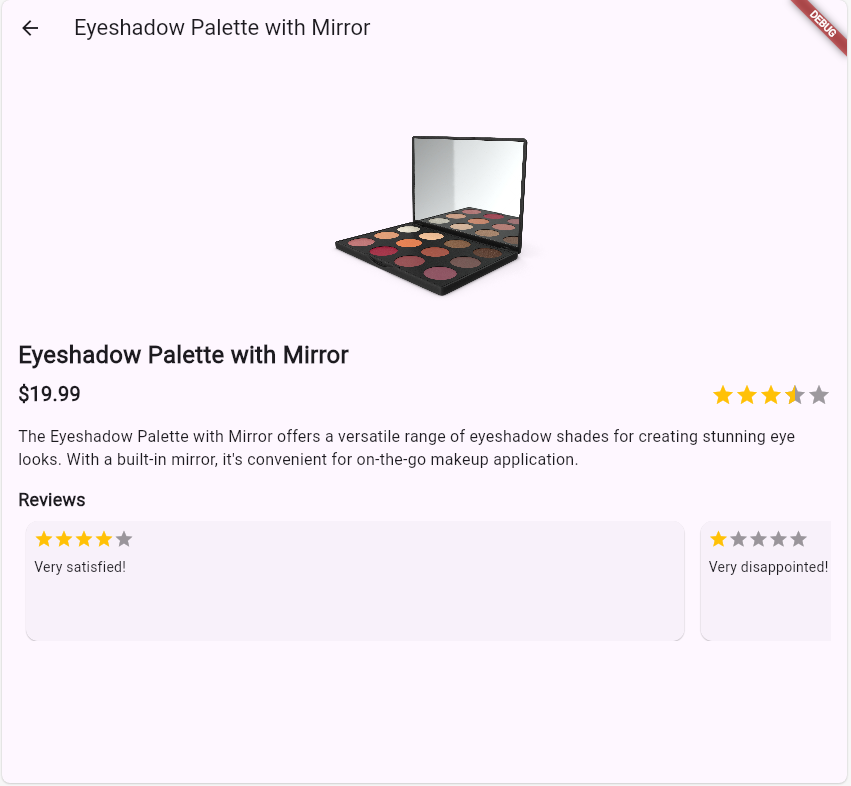 Eyeshadow Palette with Mirror
DEBUG
Eyeshadow Palette with Mirror
$19.99
The Eyeshadow Palette with Mirror offers a versatile range of eyeshadow shades for creating stunning eye
looks. With a built-in mirror, it's convenient for on-the-go makeup application.
Reviews
Very satisfied!
Very disappointed!